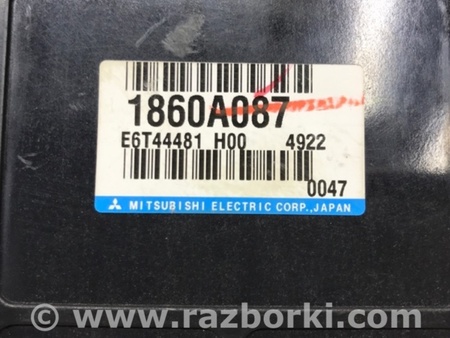 1860A087
E6T44481 H00 4922
0047
MITSUBISHI ELECTRIC CORP., JAPAN
© www.razborki.com